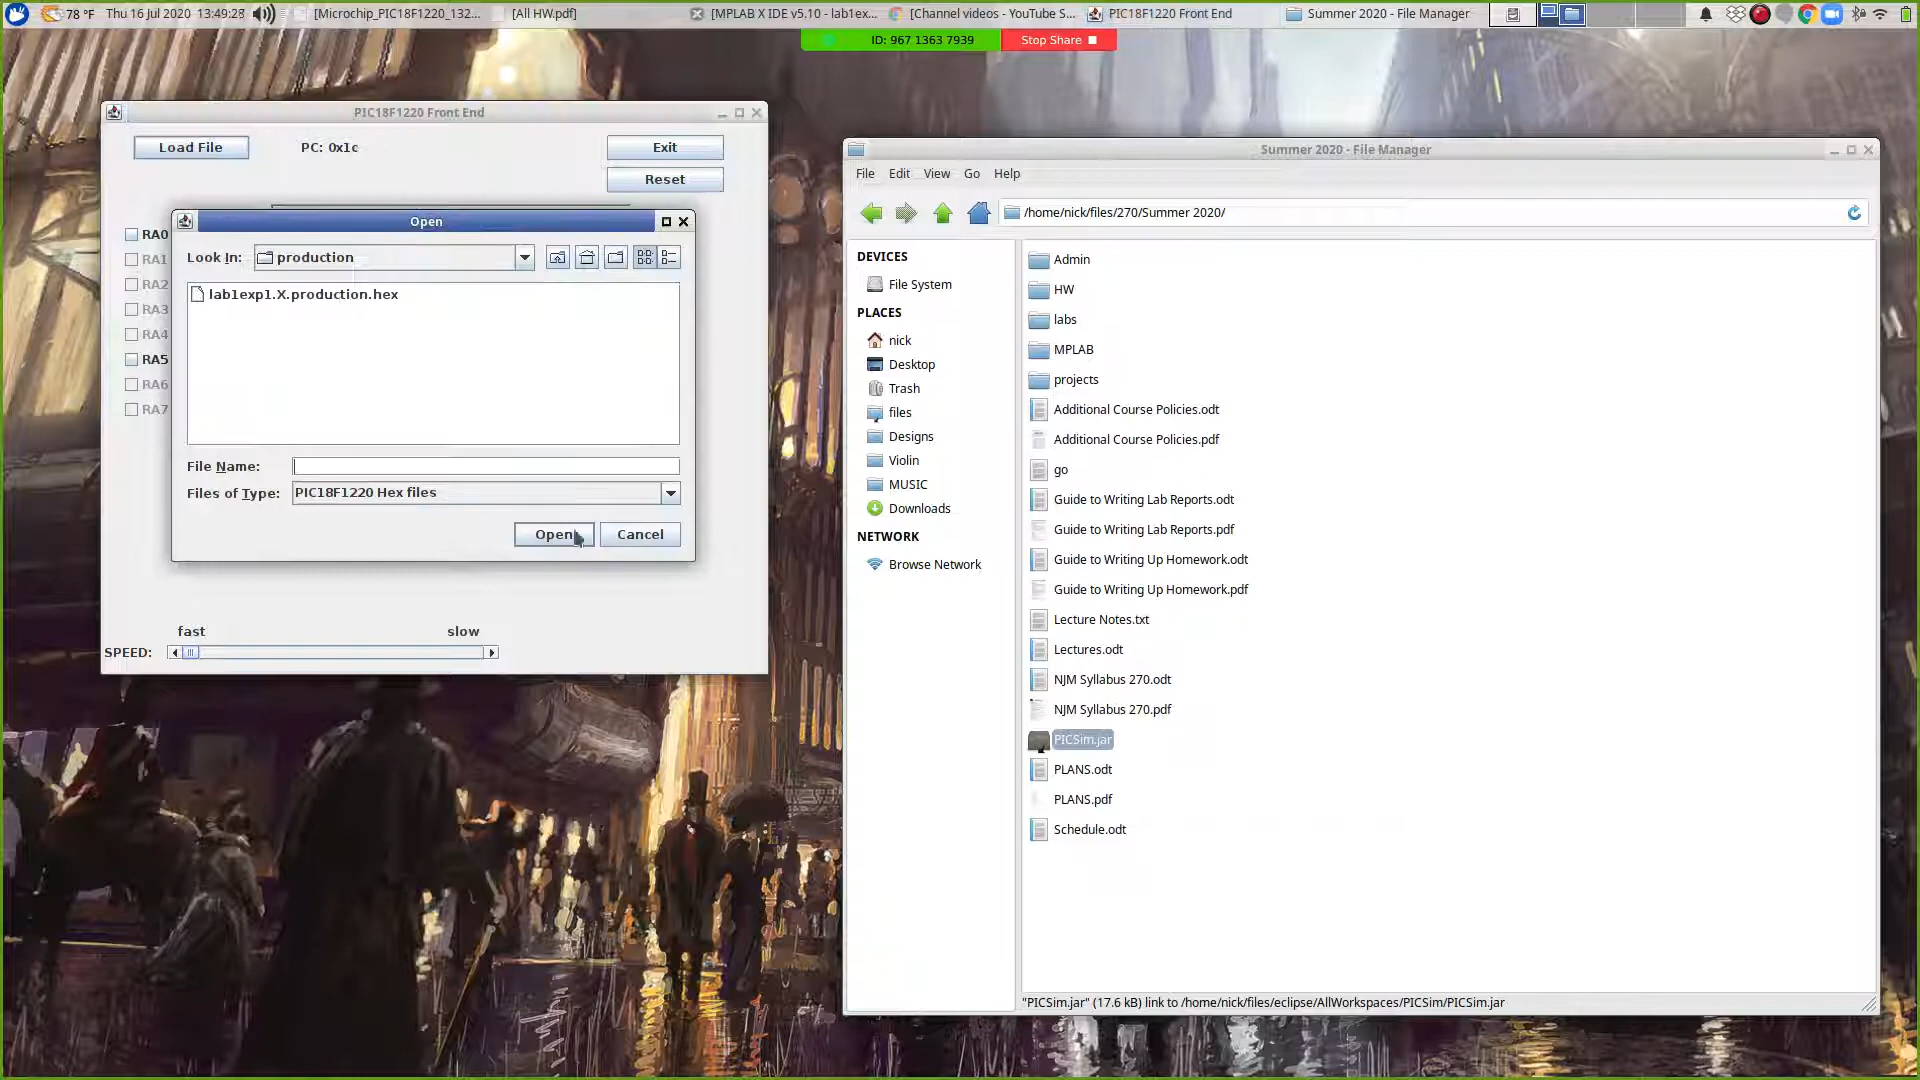 78 °F Thu 16 Jul 2020 13:49:28 [Microchip_PIC18F1220_132... [All HW.pdf] [MPLAB X IDE v5.10 - lab1ex... [Channel videos - YouTube S... PIC18F1220 Front End Summer 2020 - File Manager
ID: 967 1363 7939 Stop Share
PIC18F1220 Front End
Load File PC: 0x1c Exit
Reset
Open
Look In: production
lab1exp1.X.production.hex
File Name:
Files of Type: PIC18F1220 Hex files
Open Cancel
RA0
RA1
RA2
RA3
RA4
RA5
RA6
RA7
fast slow
SPEED:
Summer 2020 - File Manager
File Edit View Go Help
/home/nick/files/270/Summer 2020/
DEVICES
File System
PLACES
nick
Desktop
Trash
files
Designs
Violin
MUSIC
Downloads
NETWORK
Browse Network
Admin
HW
labs
MPLAB
projects
Additional Course Policies.odt
Additional Course Policies.pdf
go
Guide to Writing Lab Reports.odt
Guide to Writing Lab Reports.pdf
Guide to Writing Up Homework.odt
Guide to Writing Up Homework.pdf
Lecture Notes.txt
Lectures.odt
NJM Syllabus 270.odt
NJM Syllabus 270.pdf
PICSim.jar
PLANS.odt
PLANS.pdf
Schedule.odt
"PICSim.jar" (17.6 kB) link to /home/nick/files/eclipse/AllWorkspaces/PICSim/PICSim.jar